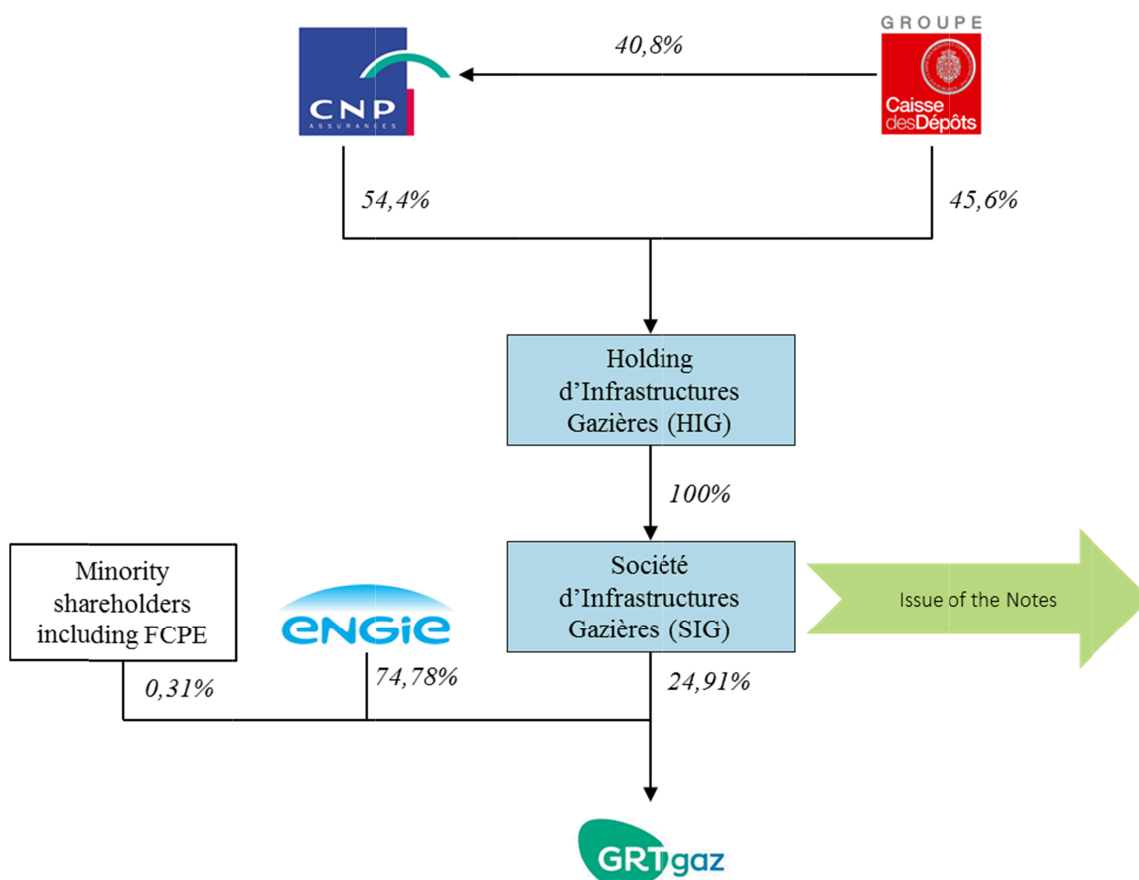 GROUPE
40,8%
CNP
ASSURANCES
Caisse
desDépôts
54,4%
45,6%
Holding
d’Infrastructures
Gazières (HIG)
100%
Minority
shareholders
including FCPE
ENGIE
Société
d’Infrastructures
Gazières (SIG)
Issue of the Notes
0,31%
74,78%
24,91%
GRTgaz